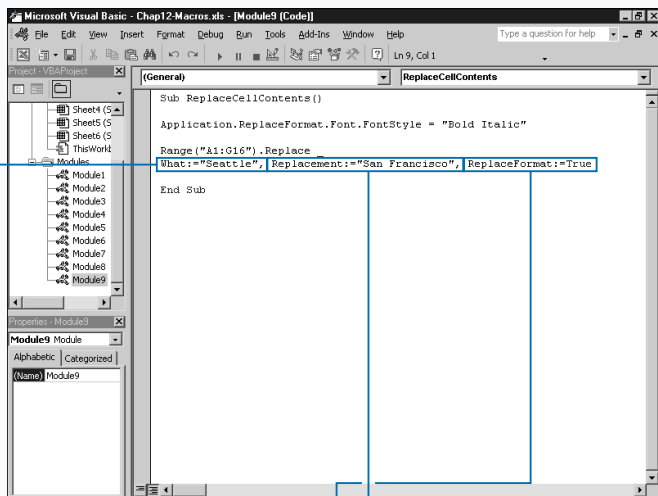 Microsoft Visual Basic - Chap12-Macros.xls - [Module9 (Code)]
File Edit View Insert Format Debug Run Tools Add-Ins Window Help
Type a question for help
Ln 9, Col 1
Project - VBAProject
(General)
ReplaceCellContents
Sheet4 (S
Sheet5 (S
Sheet6 (S
ThisWorkb
Modules
Module1
Module2
Module3
Module4
Module5
Module6
Module7
Module8
Module9
Sub ReplaceCellContents()
Application.ReplaceFormat.Font.FontStyle = "Bold Italic"
Range("A1:G16").Replace _
What:="Seattle", Replacement:="San Francisco", ReplaceFormat:=True
End Sub
Properties - Module9
Module9 Module
Alphabetic Categorized
(Name) Module9